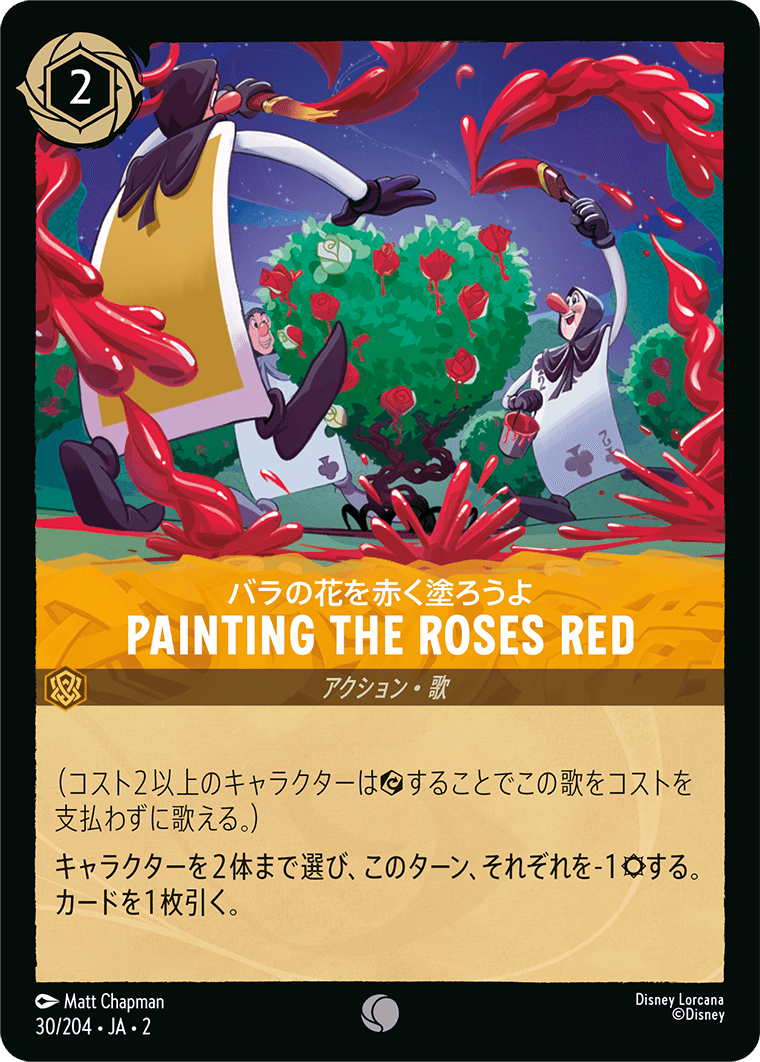 2
バラの花を赤く塗ろうよ
PAINTING THE ROSES RED
アクション・歌
(コスト2以上のキャラクターはすることでこの歌をコストを
支払わずに歌える。)
キャラクターを2体まで選び、このターン、それぞれを-1する。
カードを1枚引く。
Matt Chapman
30/204・JA・2
Disney Lorcana
©Disney
2
2